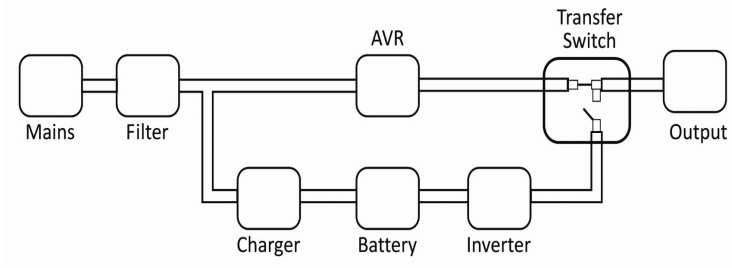 Transfer
Switch
AVR
Mains
Filter
Output
Charger
Battery
Inverter